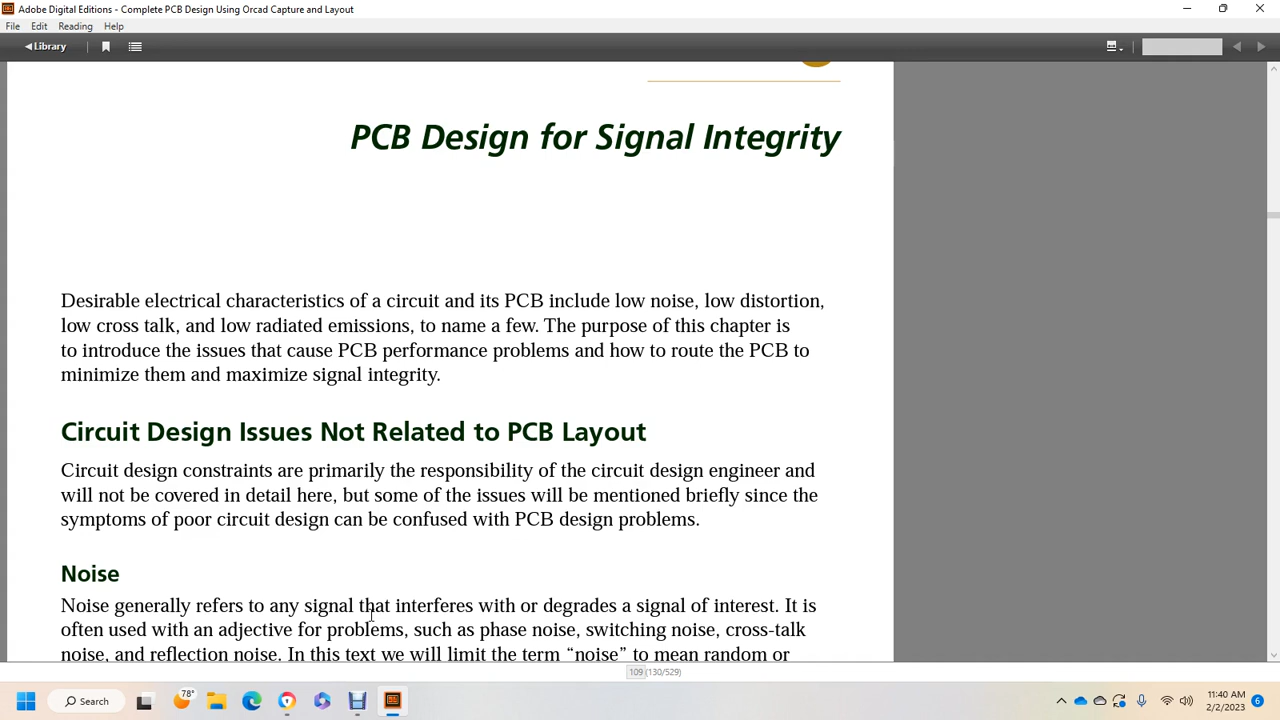 Adobe Digital Editions - Complete PCB Design Using Orcad Capture and Layout
File Edit Reading Help
Library
PCB Design for Signal Integrity
Desirable electrical characteristics of a circuit and its PCB include low noise, low distortion,
low cross talk, and low radiated emissions, to name a few. The purpose of this chapter is
to introduce the issues that cause PCB performance problems and how to route the PCB to
minimize them and maximize signal integrity.
Circuit Design Issues Not Related to PCB Layout
Circuit design constraints are primarily the responsibility of the circuit design engineer and
will not be covered in detail here, but some of the issues will be mentioned briefly since the
symptoms of poor circuit design can be confused with PCB design problems.
Noise
Noise generally refers to any signal that interferes with or degrades a signal of interest. It is
often used with an adjective for problems, such as phase noise, switching noise, cross-talk
noise, and reflection noise. In this text we will limit the term “noise” to mean random or
109 (130/529)
Search
78°
11:40 AM
2/2/2023
6